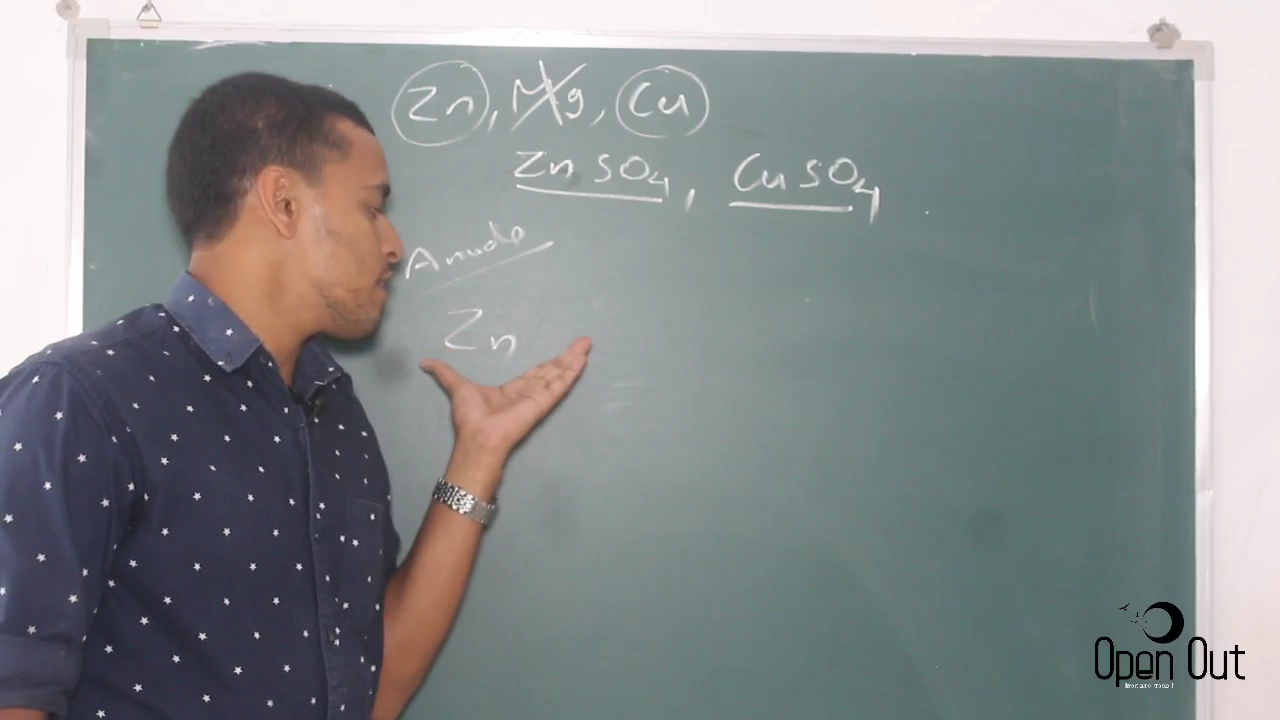 Zn, Mg, Cu
ZnSO4, CuSO4
Anode
Zn
Open Out